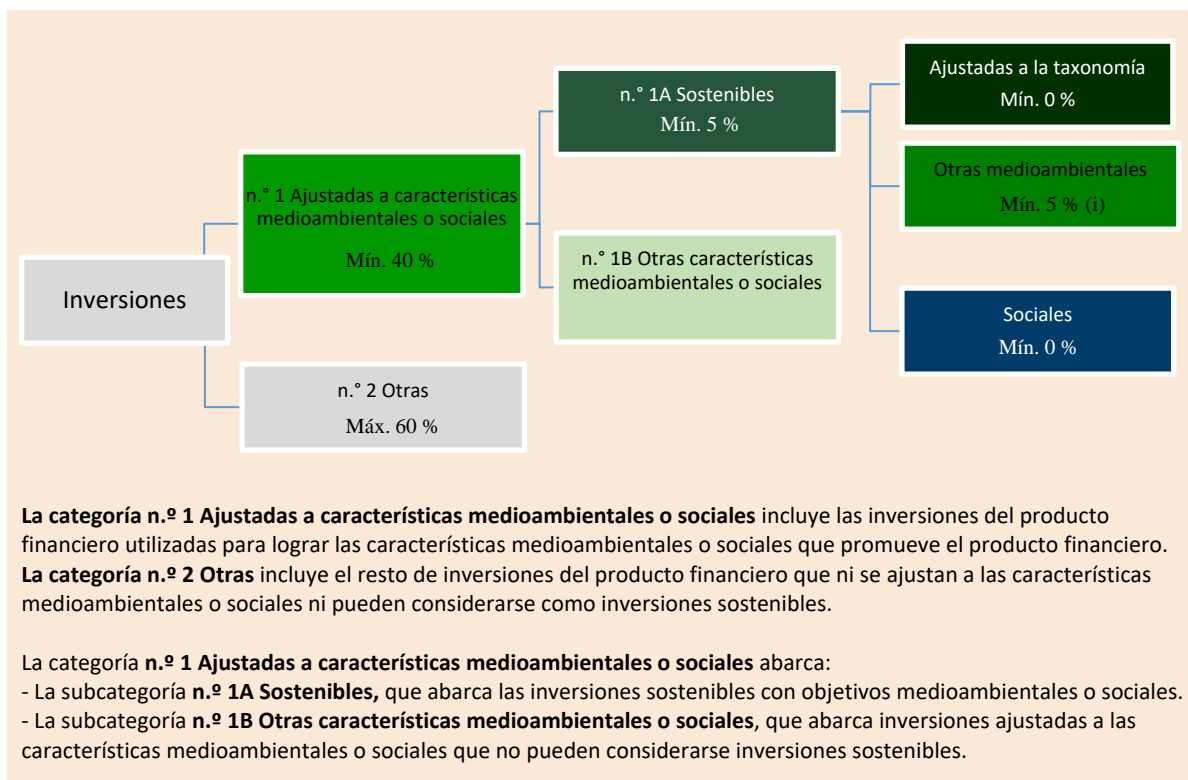 Inversiones
n.° 1 Ajustadas a características
medioambientales o sociales
Mín. 40 %
n.° 2 Otras
Máx. 60 %
n.° 1A Sostenibles
Mín. 5 %
n.° 1B Otras características
medioambientales o sociales
Ajustadas a la taxonomía
Mín. 0 %
Otras medioambientales
Mín. 5 % (i)
Sociales
Mín. 0 %
La categoría n.º 1 Ajustadas a características medioambientales o sociales incluye las inversiones del producto
financiero utilizadas para lograr las características medioambientales o sociales que promueve el producto financiero.
La categoría n.º 2 Otras incluye el resto de inversiones del producto financiero que ni se ajustan a las características
medioambientales o sociales ni pueden considerarse como inversiones sostenibles.
La categoría n.º 1 Ajustadas a características medioambientales o sociales abarca:
- La subcategoría n.º 1A Sostenibles, que abarca las inversiones sostenibles con objetivos medioambientales o sociales.
- La subcategoría n.º 1B Otras características medioambientales o sociales, que abarca inversiones ajustadas a las
características medioambientales o sociales que no pueden considerarse inversiones sostenibles.